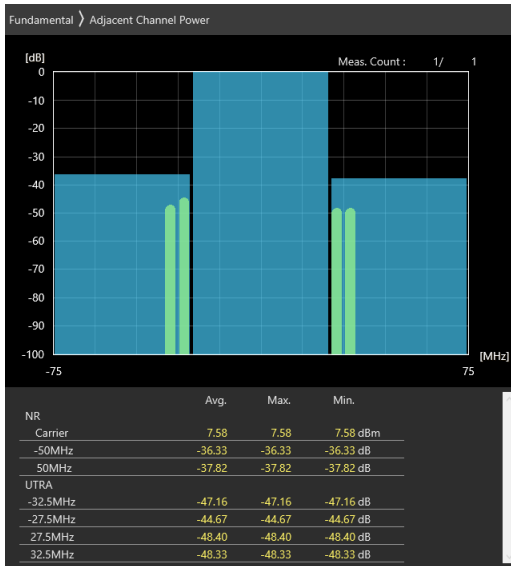 Fundamental 〉 Adjacent Channel Power
[dB]
Meas. Count : 1/ 1
0
-10
-20
-30
-40
-50
-60
-70
-80
-90
-100
[MHz]
-75 75
Avg. Max. Min.
NR
Carrier 7.58 7.58 7.58 dBm
-50MHz -36.33 -36.33 -36.33 dB
50MHz -37.82 -37.82 -37.82 dB
UTRA
-32.5MHz -47.16 -47.16 -47.16 dB
-27.5MHz -44.67 -44.67 -44.67 dB
27.5MHz -48.40 -48.40 -48.40 dB
32.5MHz -48.33 -48.33 -48.33 dB